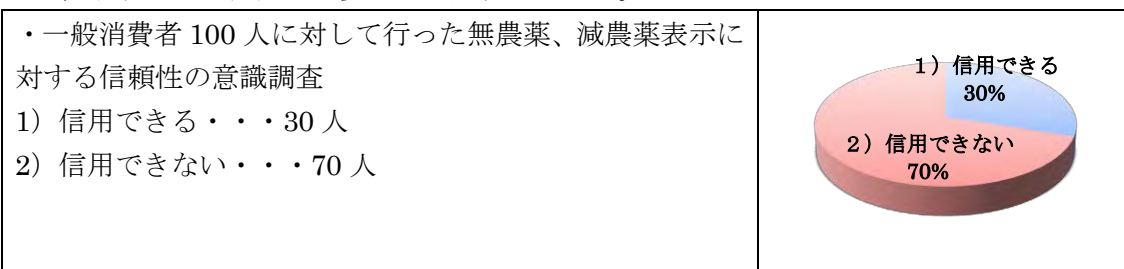 ・一般消費者 100 人に対して行った無農薬、減農薬表示に
対する信頼性の意識調査
1）信用できる・・・30 人
2）信用できない・・・70 人
1）信用できる
30%
2）信用できない
70%